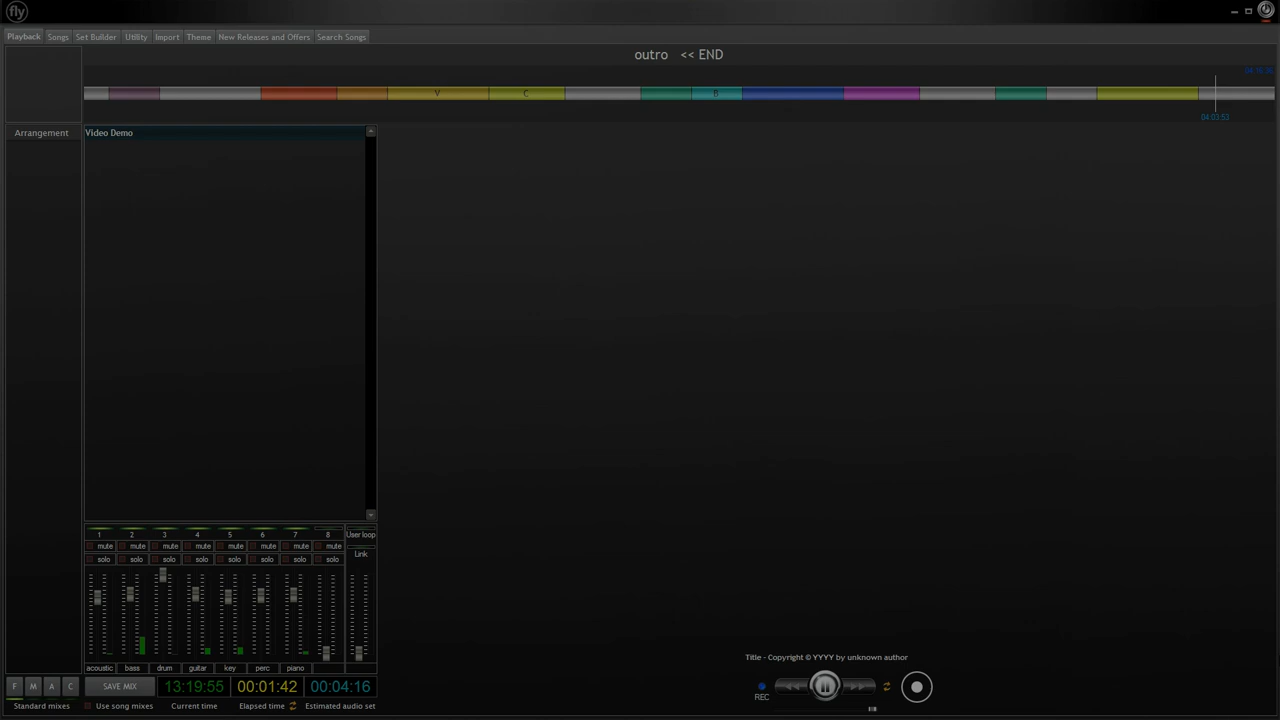 fly
Playback Songs Set Builder Utility Import Theme New Releases and Offers Search Songs
outro << END
V C B
04:03:53
Arrangement
Video Demo
1 2 3 4 5 6 7 8 User loop
mute mute mute mute mute mute mute mute
Link
solo solo solo solo solo solo solo solo
acoustic bass drum guitar key perc piano
Title - Copyright © YYYY by unknown author
F M A C SAVE MIX 13:19:55 00:01:42 00:04:16
REC
Standard mixes Use song mixes Current time Elapsed time Estimated audio set